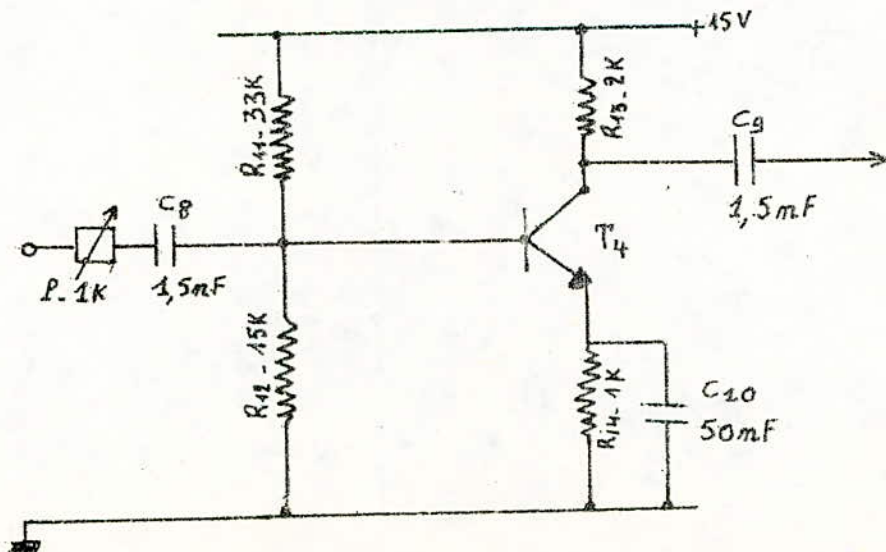 +15V
R11-33K
R13-2K
C9
1,5mF
C8
P-1K
1,5mF
T4
R12-15K
R14-1K
C10
50mF